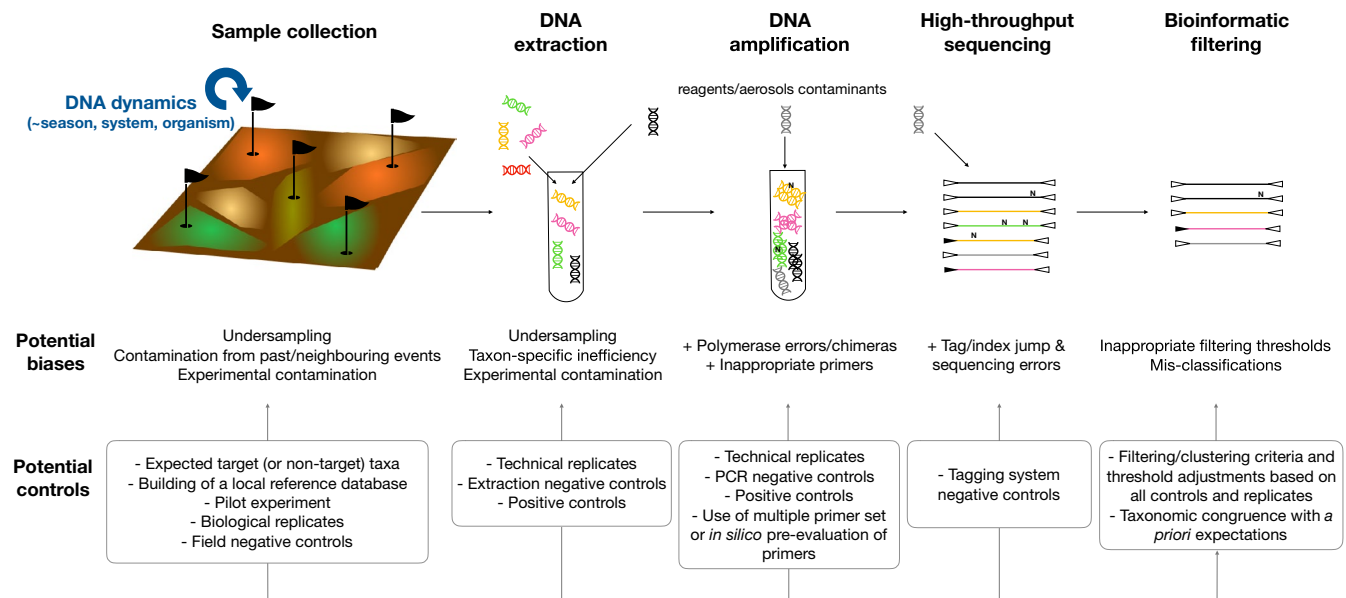 Sample collection
DNA
extraction
DNA
amplification
High-throughput
sequencing
Bioinformatic
filtering
DNA dynamics
(~season, system, organism)
reagents/aerosols contaminants
N
N
N
N N
N
Potential
biases
Undersampling
Contamination from past/neighbouring events
Experimental contamination
Undersampling
Taxon-specific inefficiency
Experimental contamination
+ Polymerase errors/chimeras
+ Inappropriate primers
+ Tag/index jump &
sequencing errors
Inappropriate filtering thresholds
Mis-classifications
Potential
controls
- Expected target (or non-target) taxa
- Building of a local reference database
- Pilot experiment
- Biological replicates
- Field negative controls
- Technical replicates
- Extraction negative controls
- Positive controls
- Technical replicates
- PCR negative controls
- Positive controls
- Use of multiple primer set
or in silico pre-evaluation of
primers
- Tagging system
negative controls
- Filtering/clustering criteria and
threshold adjustments based on
all controls and replicates
- Taxonomic congruence with a
priori expectations